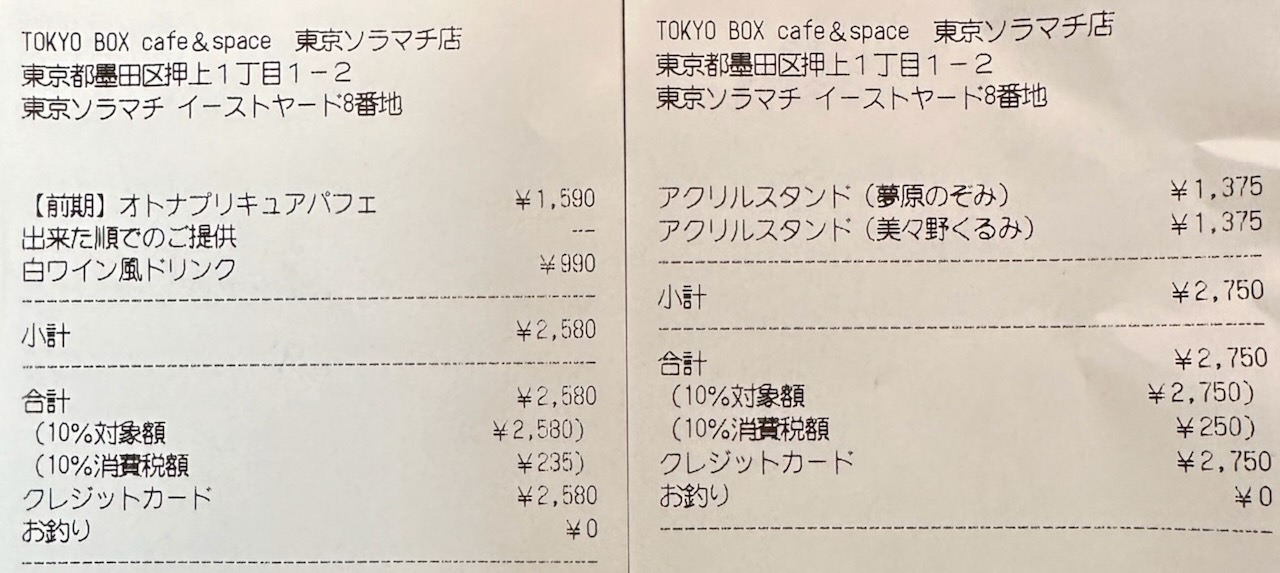 TOKYO BOX cafe&space 東京ソラマチ店
東京都墨田区押上1丁目1-2
東京ソラマチ イーストヤード8番地
【前期】オトナプリキュアパフェ ¥1,590
出来た順でのご提供 ---
白ワイン風ドリンク ¥990
小計 ¥2,580
合計 ¥2,580
(10%対象額 ¥2,580)
(10%消費税額 ¥235)
クレジットカード ¥2,580
お釣り ¥0
TOKYO BOX cafe&space 東京ソラマチ店
東京都墨田区押上1丁目1-2
東京ソラマチ イーストヤード8番地
アクリルスタンド(夢原のぞみ) ¥1,375
アクリルスタンド(美々野くるみ) ¥1,375
小計 ¥2,750
合計 ¥2,750
(10%対象額 ¥2,750)
(10%消費税額 ¥250)
クレジットカード ¥2,750
お釣り ¥0